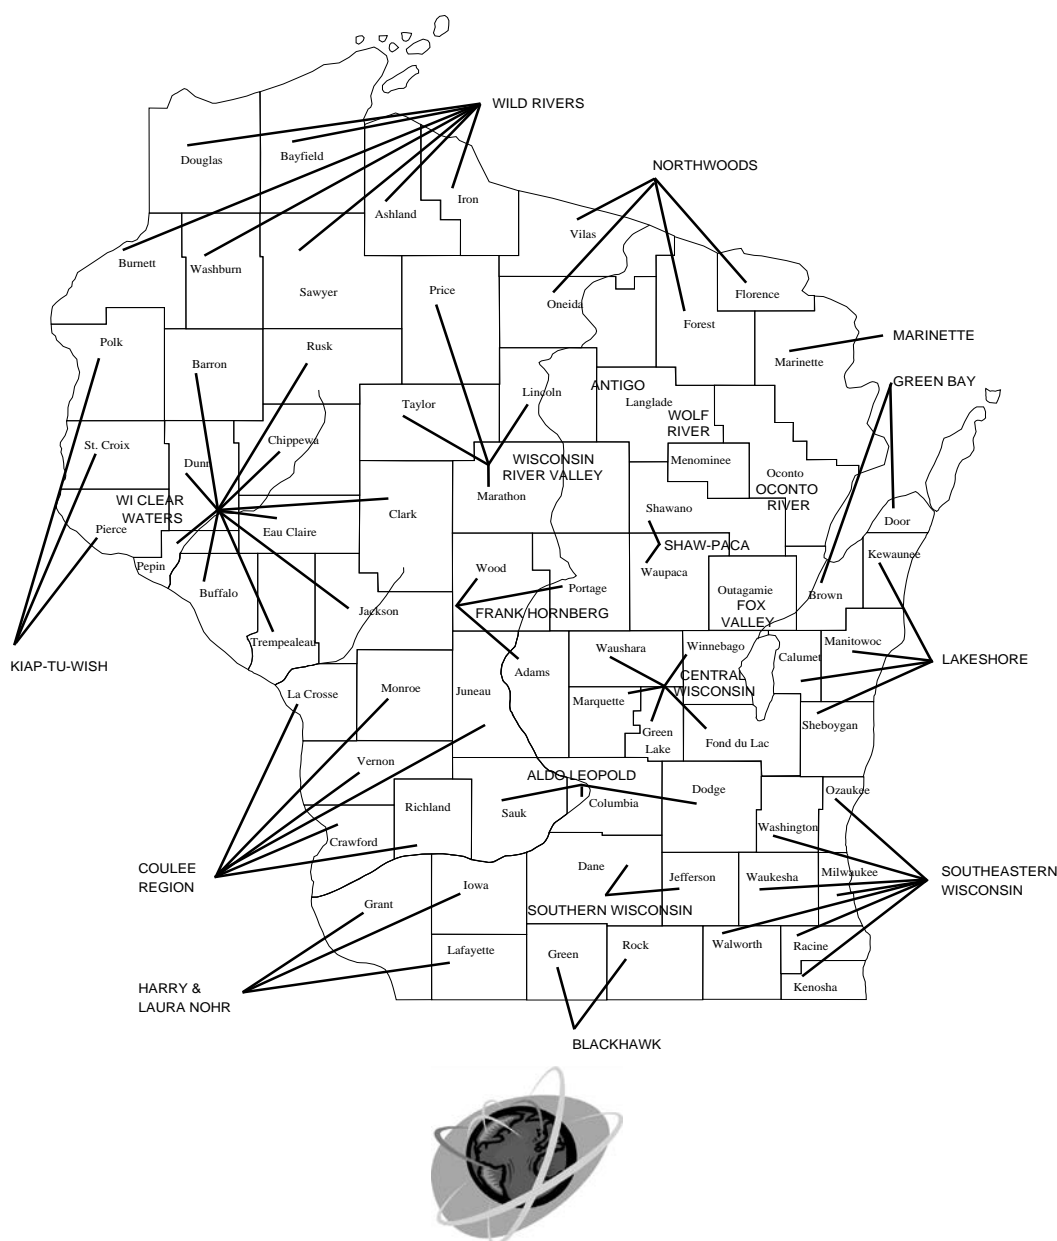 WILD RIVERS
Douglas
Bayfield
NORTHWOODS
Ashland
Iron
Vilas
Burnett
Washburn
Sawyer
Price
Oneida
Florence
Forest
MARINETTE
Polk
Barron
Rusk
Marinette
GREEN BAY
ANTIGO
Lincoln
Langlade
Taylor
WOLF
RIVER
St. Croix
Chippewa
WISCONSIN
RIVER VALLEY
Menominee
Dunn
Oconto
OCONTO
RIVER
Marathon
WI CLEAR
WATERS
Shawano
Clark
Door
Pierce
Eau Claire
SHAW-PACA
Kewaunee
Pepin
Waupaca
Wood
Portage
Outagamie
Brown
Buffalo
FOX
VALLEY
FRANK HORNBERG
Jackson
Trempealeau
Manitowoc
Waushara
Winnebago
KIAP-TU-WISH
Calumet
LAKESHORE
Adams
CENTRAL
WISCONSIN
La Crosse
Monroe
Juneau
Marquette
Sheboygan
Green
Lake
Fond du Lac
Vernon
ALDO LEOPOLD
Dodge
Ozaukee
Richland
Sauk
Columbia
Washington
Crawford
COULEE
REGION
Dane
Jefferson
Waukesha
Milwaukee
SOUTHEASTERN
WISCONSIN
Iowa
Grant
SOUTHERN WISCONSIN
Lafayette
Green
Rock
Walworth
Racine
HARRY &
LAURA NOHR
Kenosha
BLACKHAWK